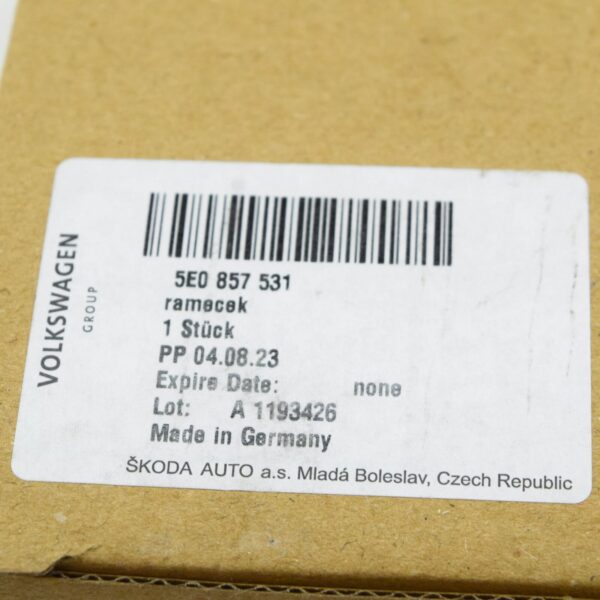 VOLKSWAGEN
GROUP
5E0 857 531
ramecek
1 Stück
PP 04.08.23
Expire Date: none
Lot: A 1193426
Made in Germany
ŠKODA AUTO a.s. Mladá Boleslav, Czech Republic